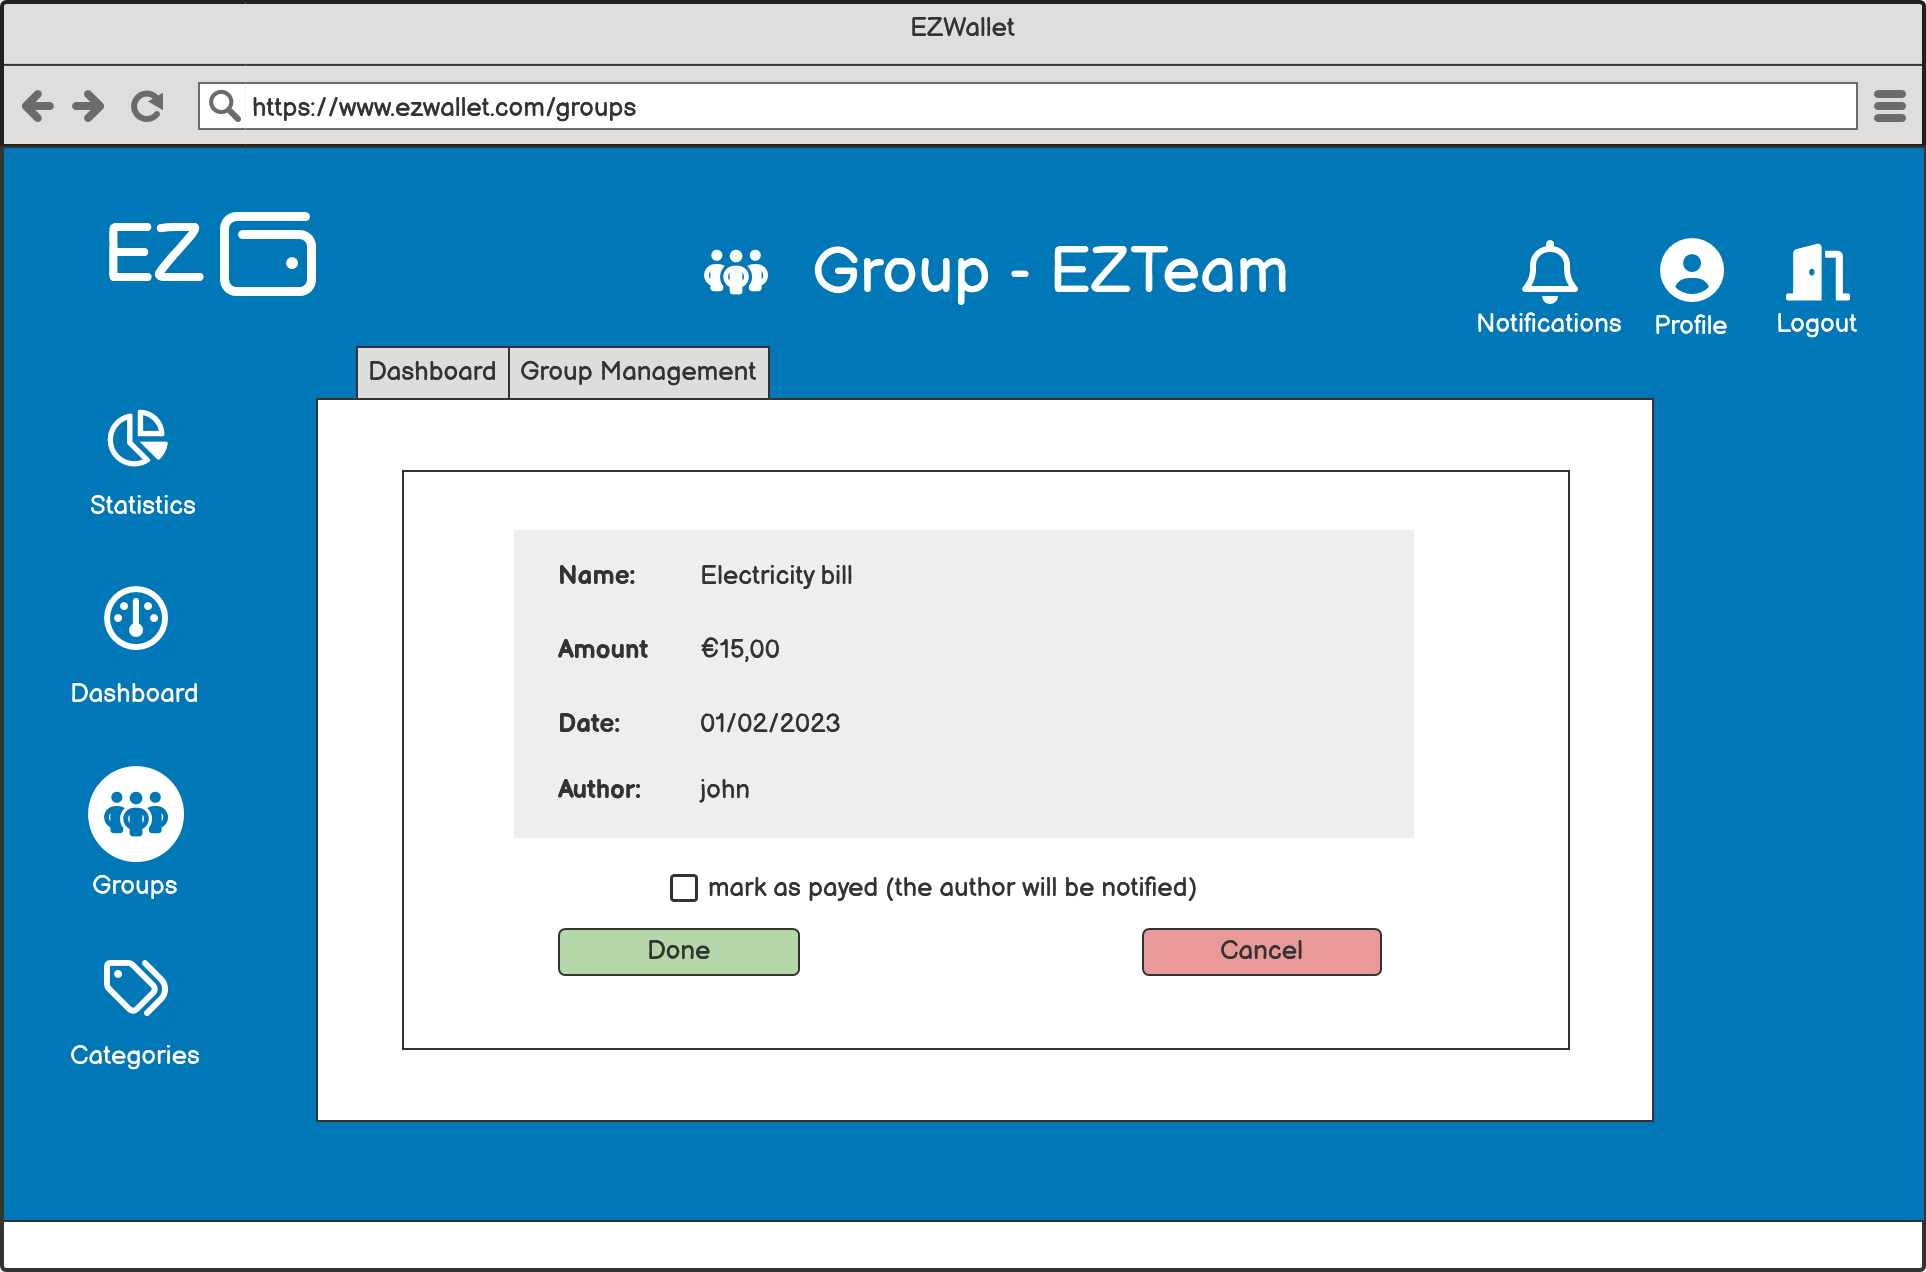 EZWallet
https://www.ezwallet.com/groups
EZ
Group - EZTeam
Notifications
Profile
Logout
Dashboard
Group Management
Statistics
Dashboard
Groups
Categories
Name: Electricity bill
Amount €15,00
Date: 01/02/2023
Author: john
mark as payed (the author will be notified)
Done
Cancel